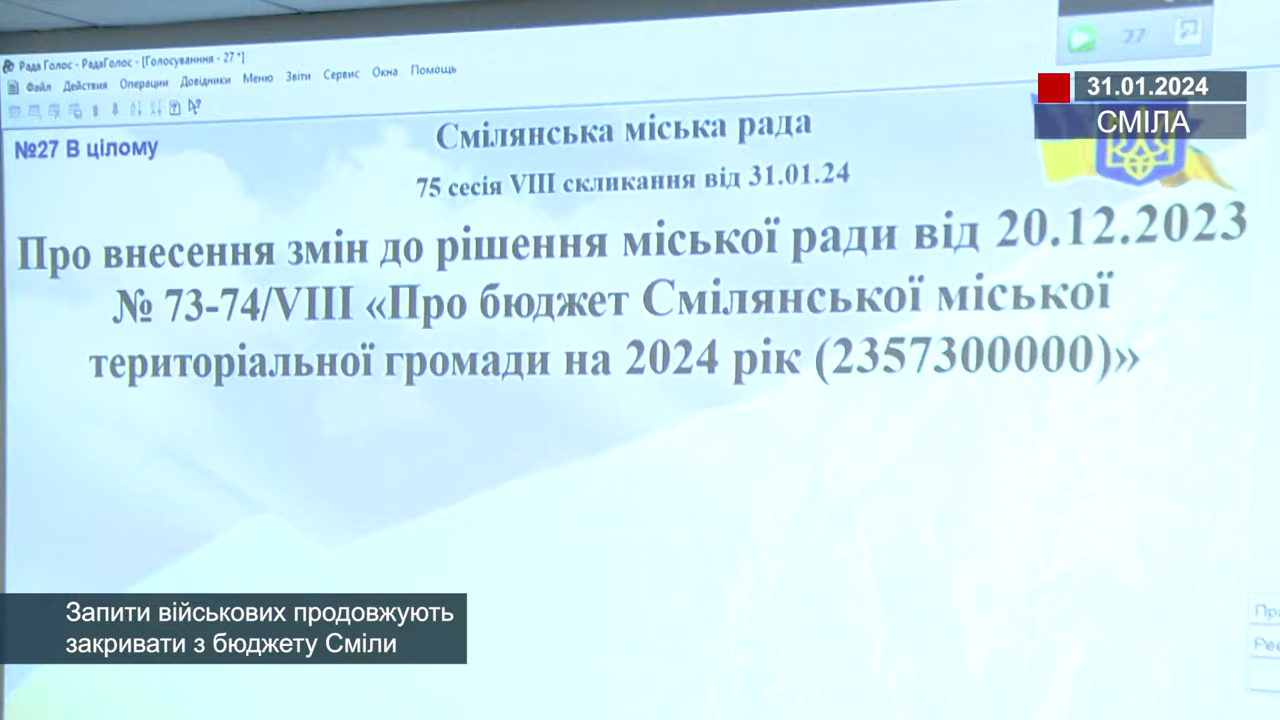 Рада Голос - РадаГолос - [Голосуванння - 27 *]
Файл Действия Операции Довідники Меню Звіти Сервис Окна Помощь
27
31.01.2024
СМІЛА
№27 В цілому
Смілянська міська рада
75 сесія VIII скликання від 31.01.24
Про внесення змін до рішення міської ради від 20.12.2023
№ 73-74/VIII «Про бюджет Смілянської міської
територіальної громади на 2024 рік (2357300000)»
Запити військових продовжують
закривати з бюджету Сміли